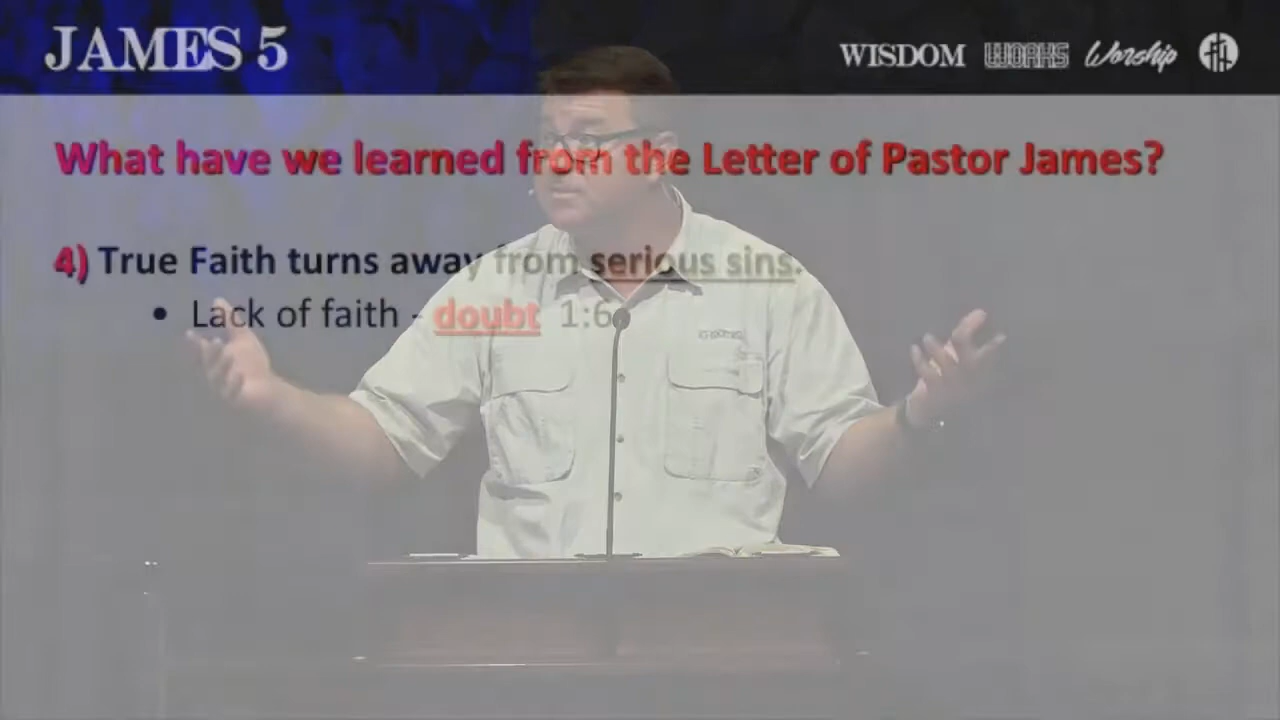 JAMES 5
WISDOM WORKS Worship
What have we learned from the Letter of Pastor James?
4) True Faith turns away from serious sins.
• Lack of faith - doubt 1:6